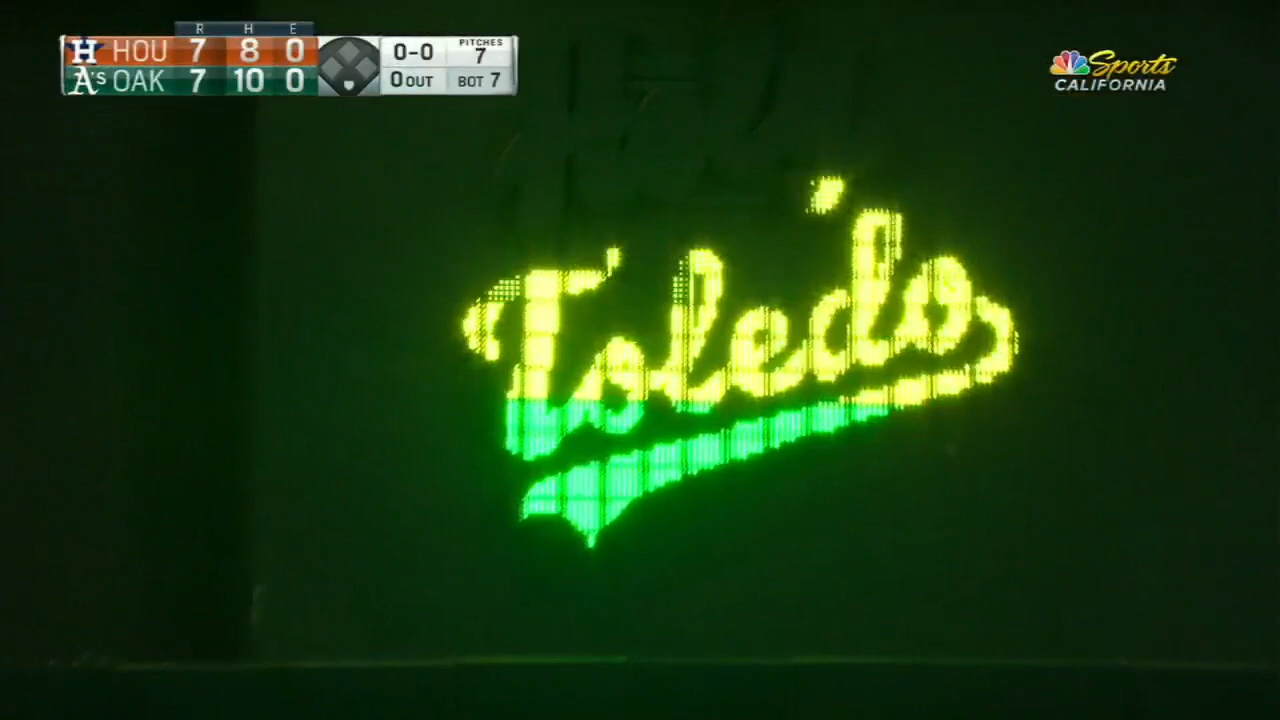 R H E
H HOU 7 8 0 0-0 PITCHES 7
A's OAK 7 10 0 0 OUT BOT 7
Sports
CALIFORNIA
Toledo